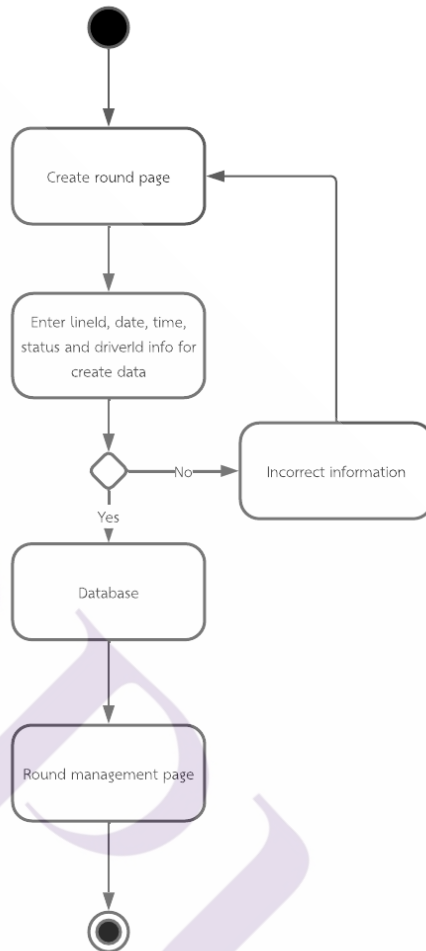 Create round page
Enter lineId, date, time,
status and driverId info for
create data
No
Incorrect information
Yes
Database
Round management page